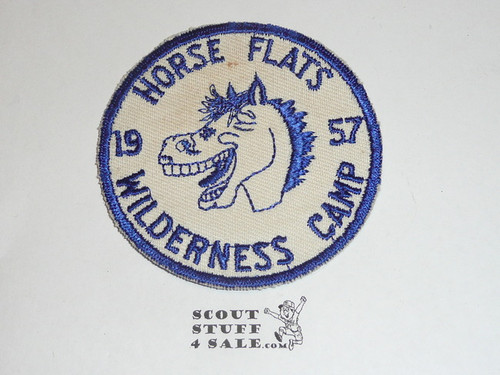 HORSE FLATS
19 57
WILDERNESS CAMP
SCOUT
STUFF
4 SALE.com